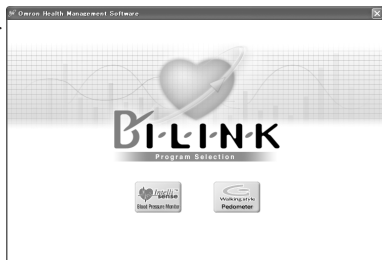 Omron Health Management Software
BI-LINK
Program Selection
Intelli sense
Blood Pressure Monitor
Walking style
Pedometer